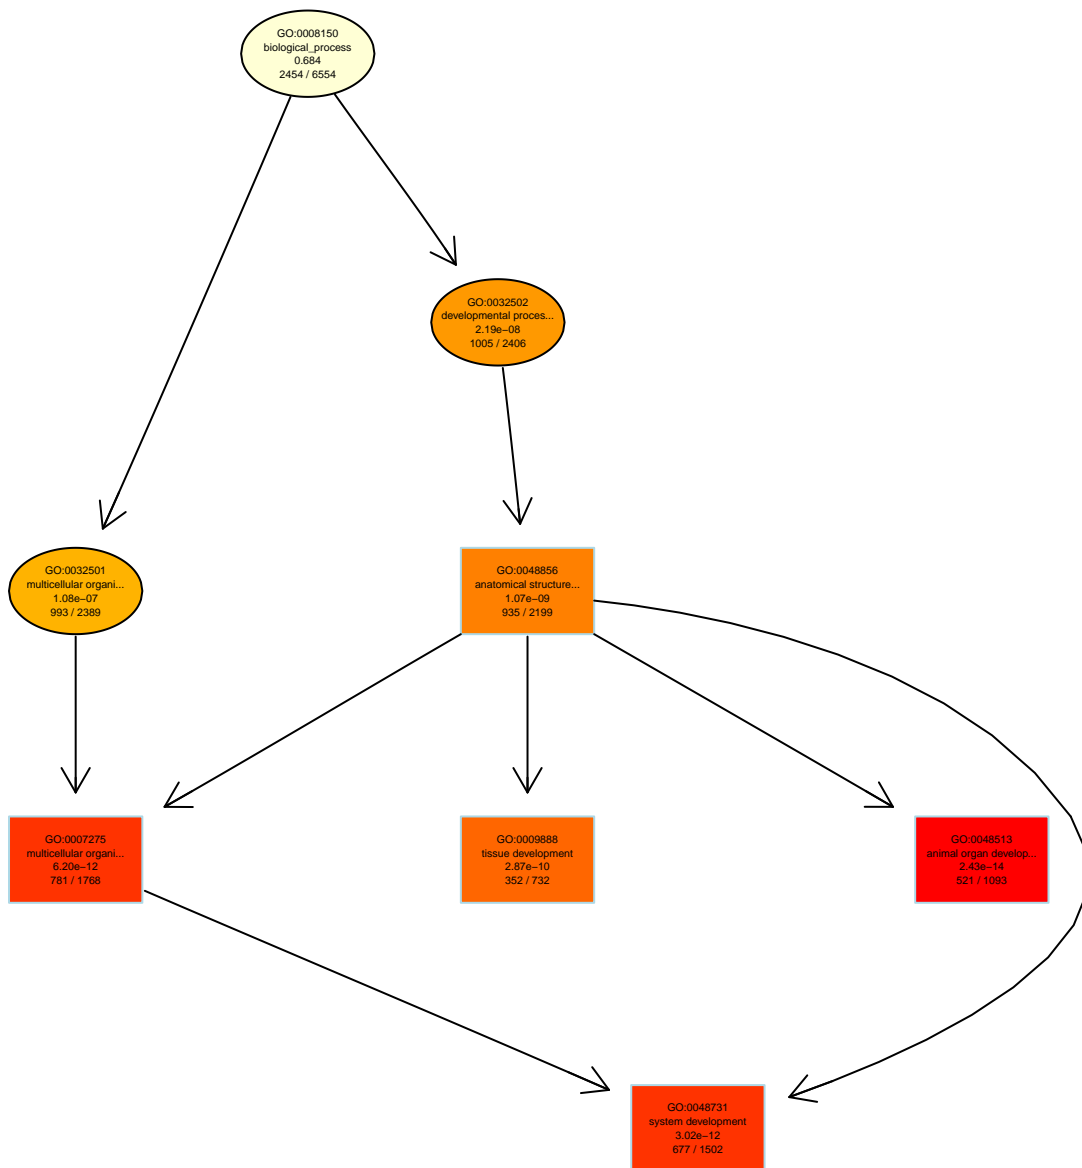 GO:0008150
biological_process
0.684
2454 / 6554
GO:0032502
developmental proces...
2.19e−08
1005 / 2406
GO:0032501
multicellular organi...
1.08e−07
993 / 2389
GO:0048856
anatomical structure...
1.07e−09
935 / 2199
GO:0007275
multicellular organi...
6.20e−12
781 / 1768
GO:0009888
tissue development
2.87e−10
352 / 732
GO:0048513
animal organ develop...
2.43e−14
521 / 1093
GO:0048731
system development
3.02e−12
677 / 1502